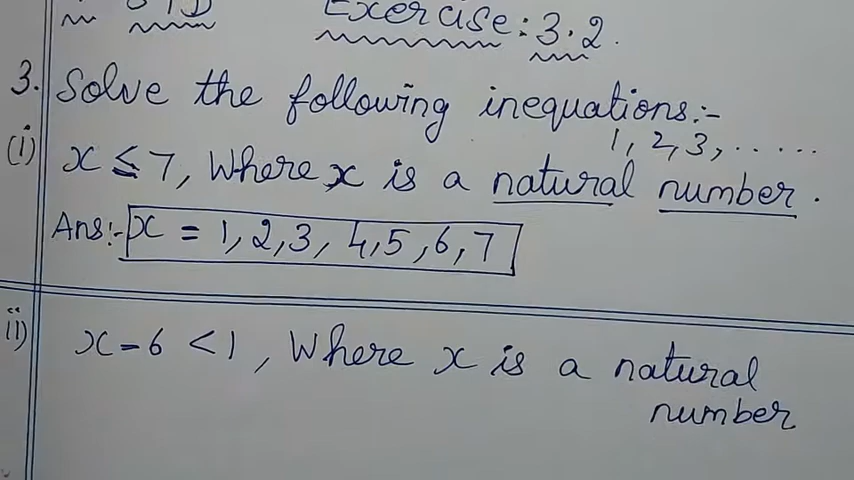 Exercise: 3.2.
3. Solve the following inequations:-
1, 2, 3, .....
(i) x ≤ 7, Where x is a natural number.
Ans:- x = 1, 2, 3, 4, 5, 6, 7
ii) x - 6 < 1, Where x is a natural
number